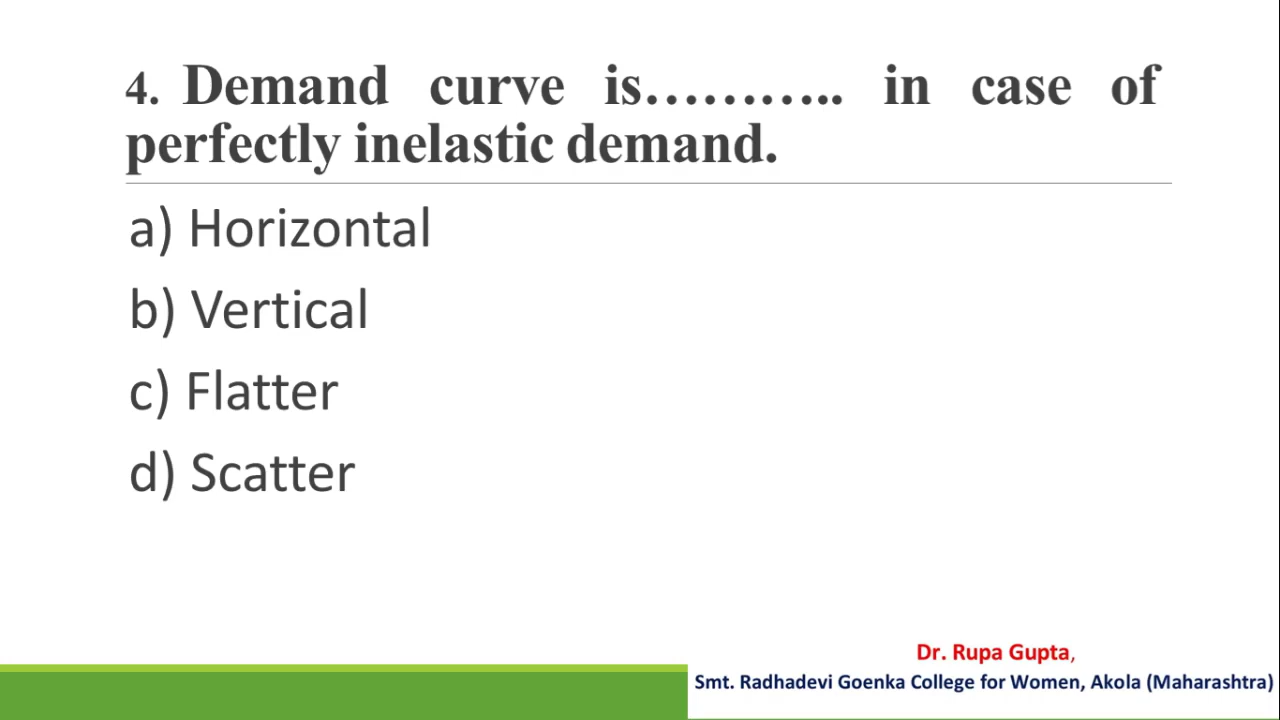 4. Demand curve is……….. in case of
perfectly inelastic demand.
a) Horizontal
b) Vertical
c) Flatter
d) Scatter
Dr. Rupa Gupta,
Smt. Radhadevi Goenka College for Women, Akola (Maharashtra)